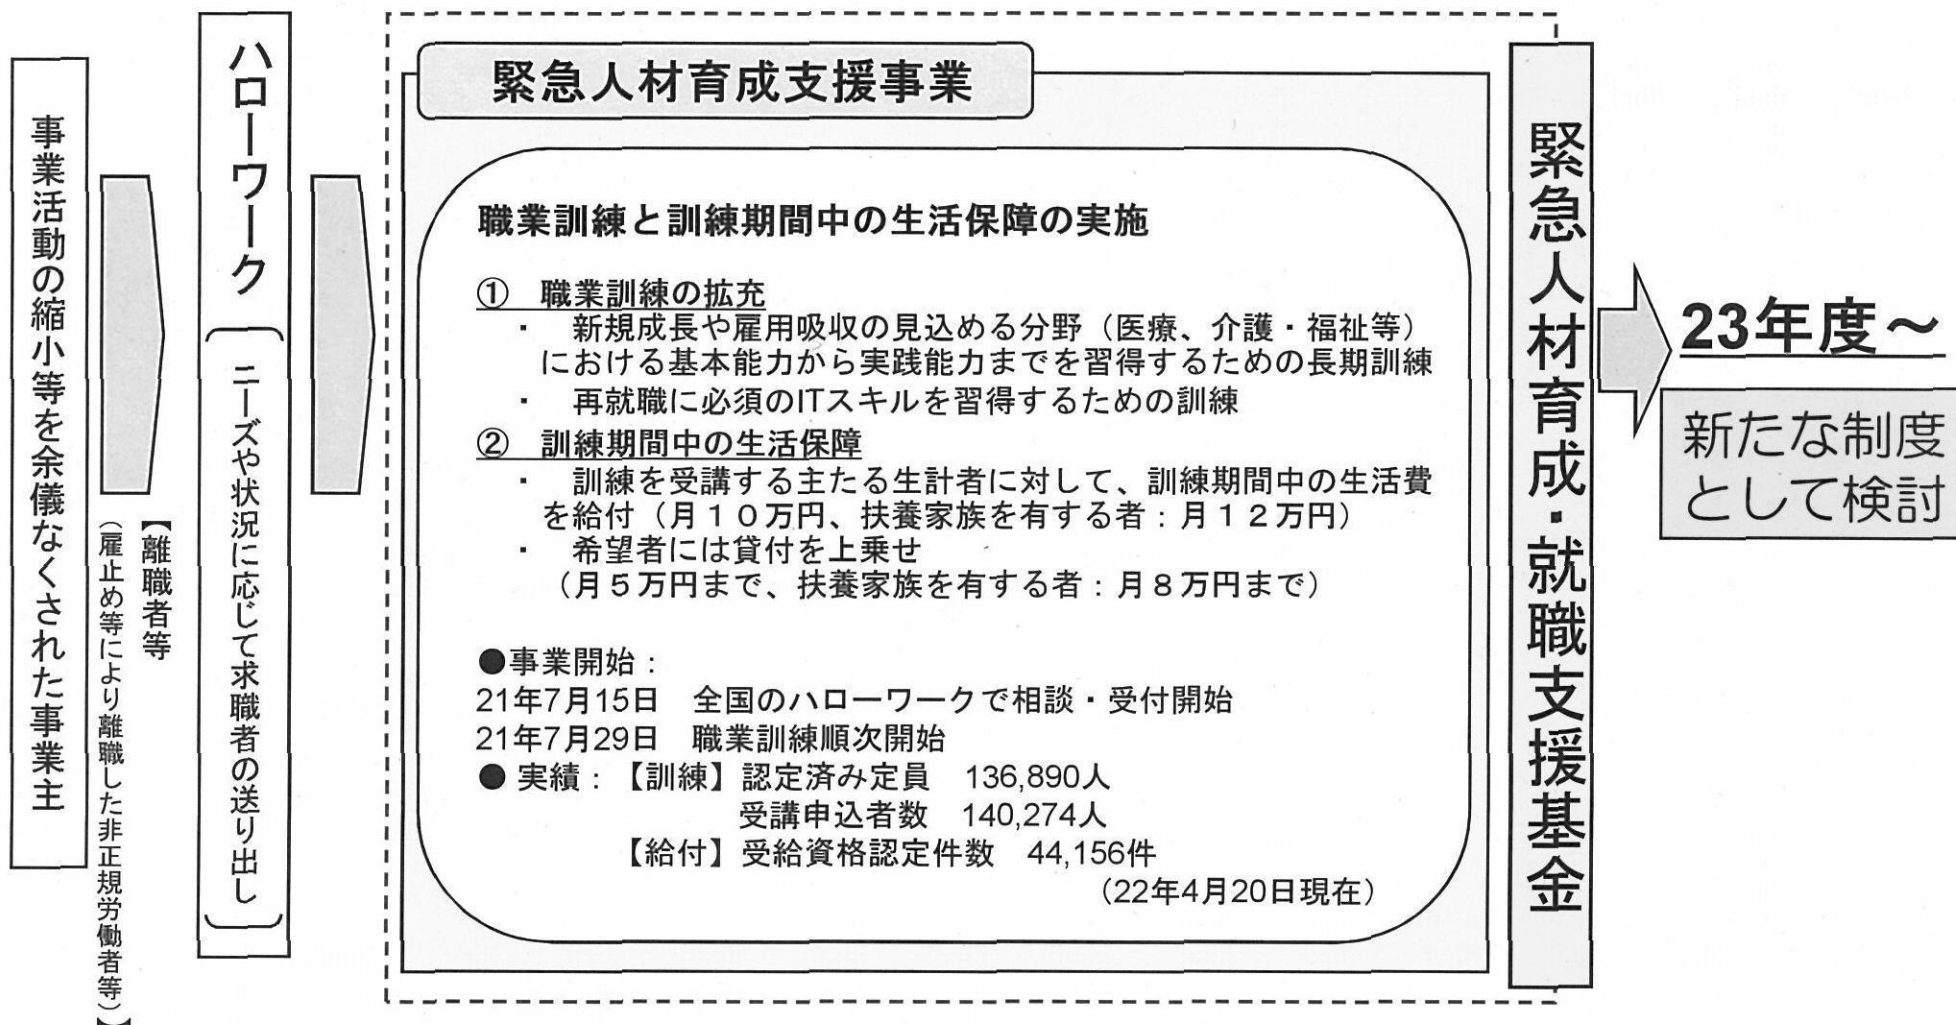 事業活動の縮小等を余儀なくされた事業主
【離職者等
(雇止め等により離職した非正規労働者等)】
ハローワーク
〔ニーズや状況に応じて求職者の送り出し〕
緊急人材育成支援事業
職業訓練と訓練期間中の生活保障の実施
① 職業訓練の拡充
・ 新規成長や雇用吸収の見込める分野（医療、介護・福祉等）
における基本能力から実践能力までを習得するための長期訓練
・ 再就職に必須のITスキルを習得するための訓練
② 訓練期間中の生活保障
・ 訓練を受講する主たる生計者に対して、訓練期間中の生活費
を給付（月１０万円、扶養家族を有する者：月１２万円）
・ 希望者には貸付を上乗せ
（月５万円まで、扶養家族を有する者：月８万円まで）
●事業開始：
21年7月15日 全国のハローワークで相談・受付開始
21年7月29日 職業訓練順次開始
● 実績：【訓練】認定済み定員 136,890人
受講申込者数 140,274人
【給付】受給資格認定件数 44,156件
（22年4月20日現在）
緊急人材育成・就職支援基金
23年度～
新たな制度
として検討